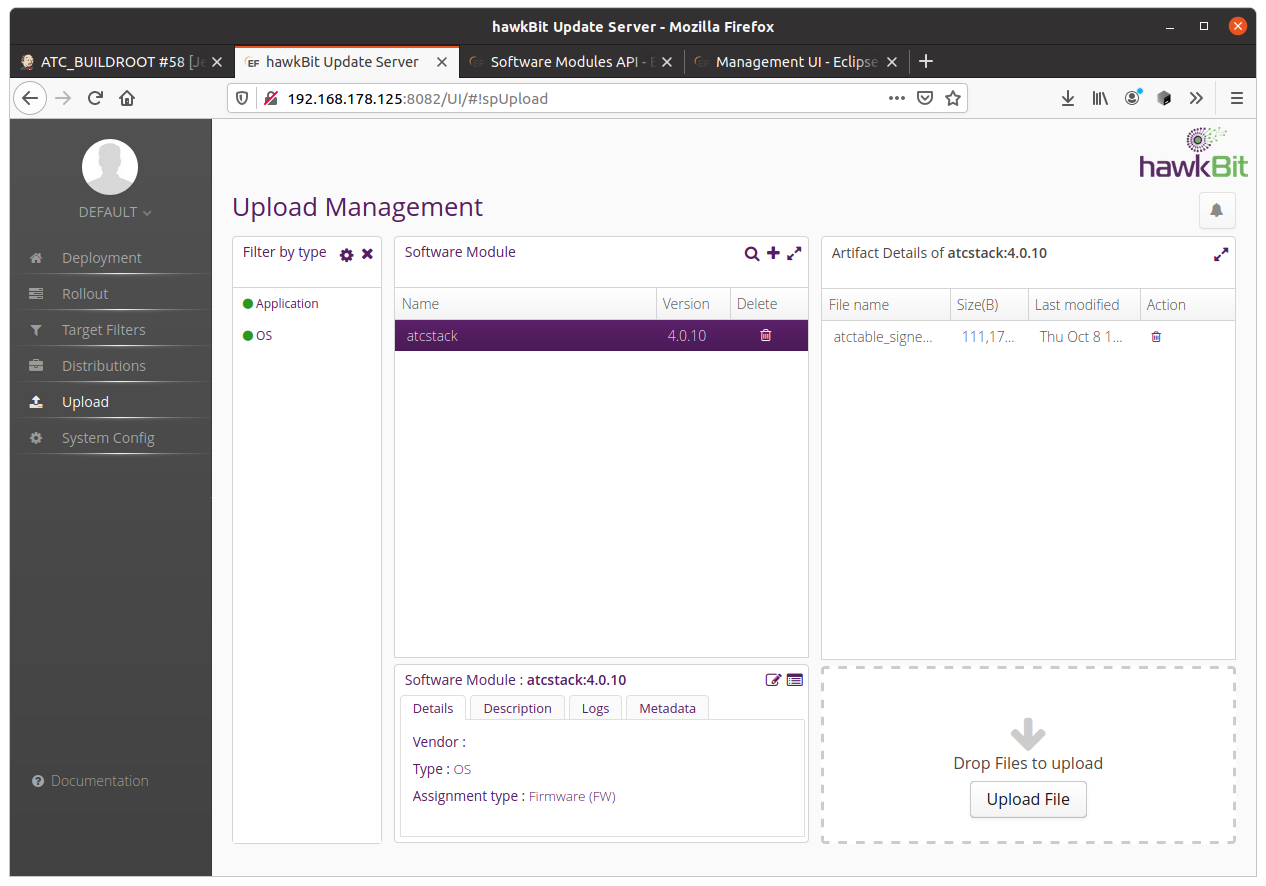 hawkBit Update Server - Mozilla Firefox
ATC_BUILDROOT #58 [Je
hawkBit Update Server
Software Modules API - E
Management UI - Eclipse
192.168.178.125:8082/UI/#!spUpload
hawkBit
DEFAULT
Deployment
Rollout
Target Filters
Distributions
Upload
System Config
Documentation
Upload Management
Filter by type
Application
OS
Software Module
Name Version Delete
atcstack 4.0.10
Artifact Details of atcstack:4.0.10
File name Size(B) Last modified Action
atctable_signe... 111,17... Thu Oct 8 1...
Software Module : atcstack:4.0.10
Details Description Logs Metadata
Vendor :
Type : OS
Assignment type : Firmware (FW)
Drop Files to upload
Upload File